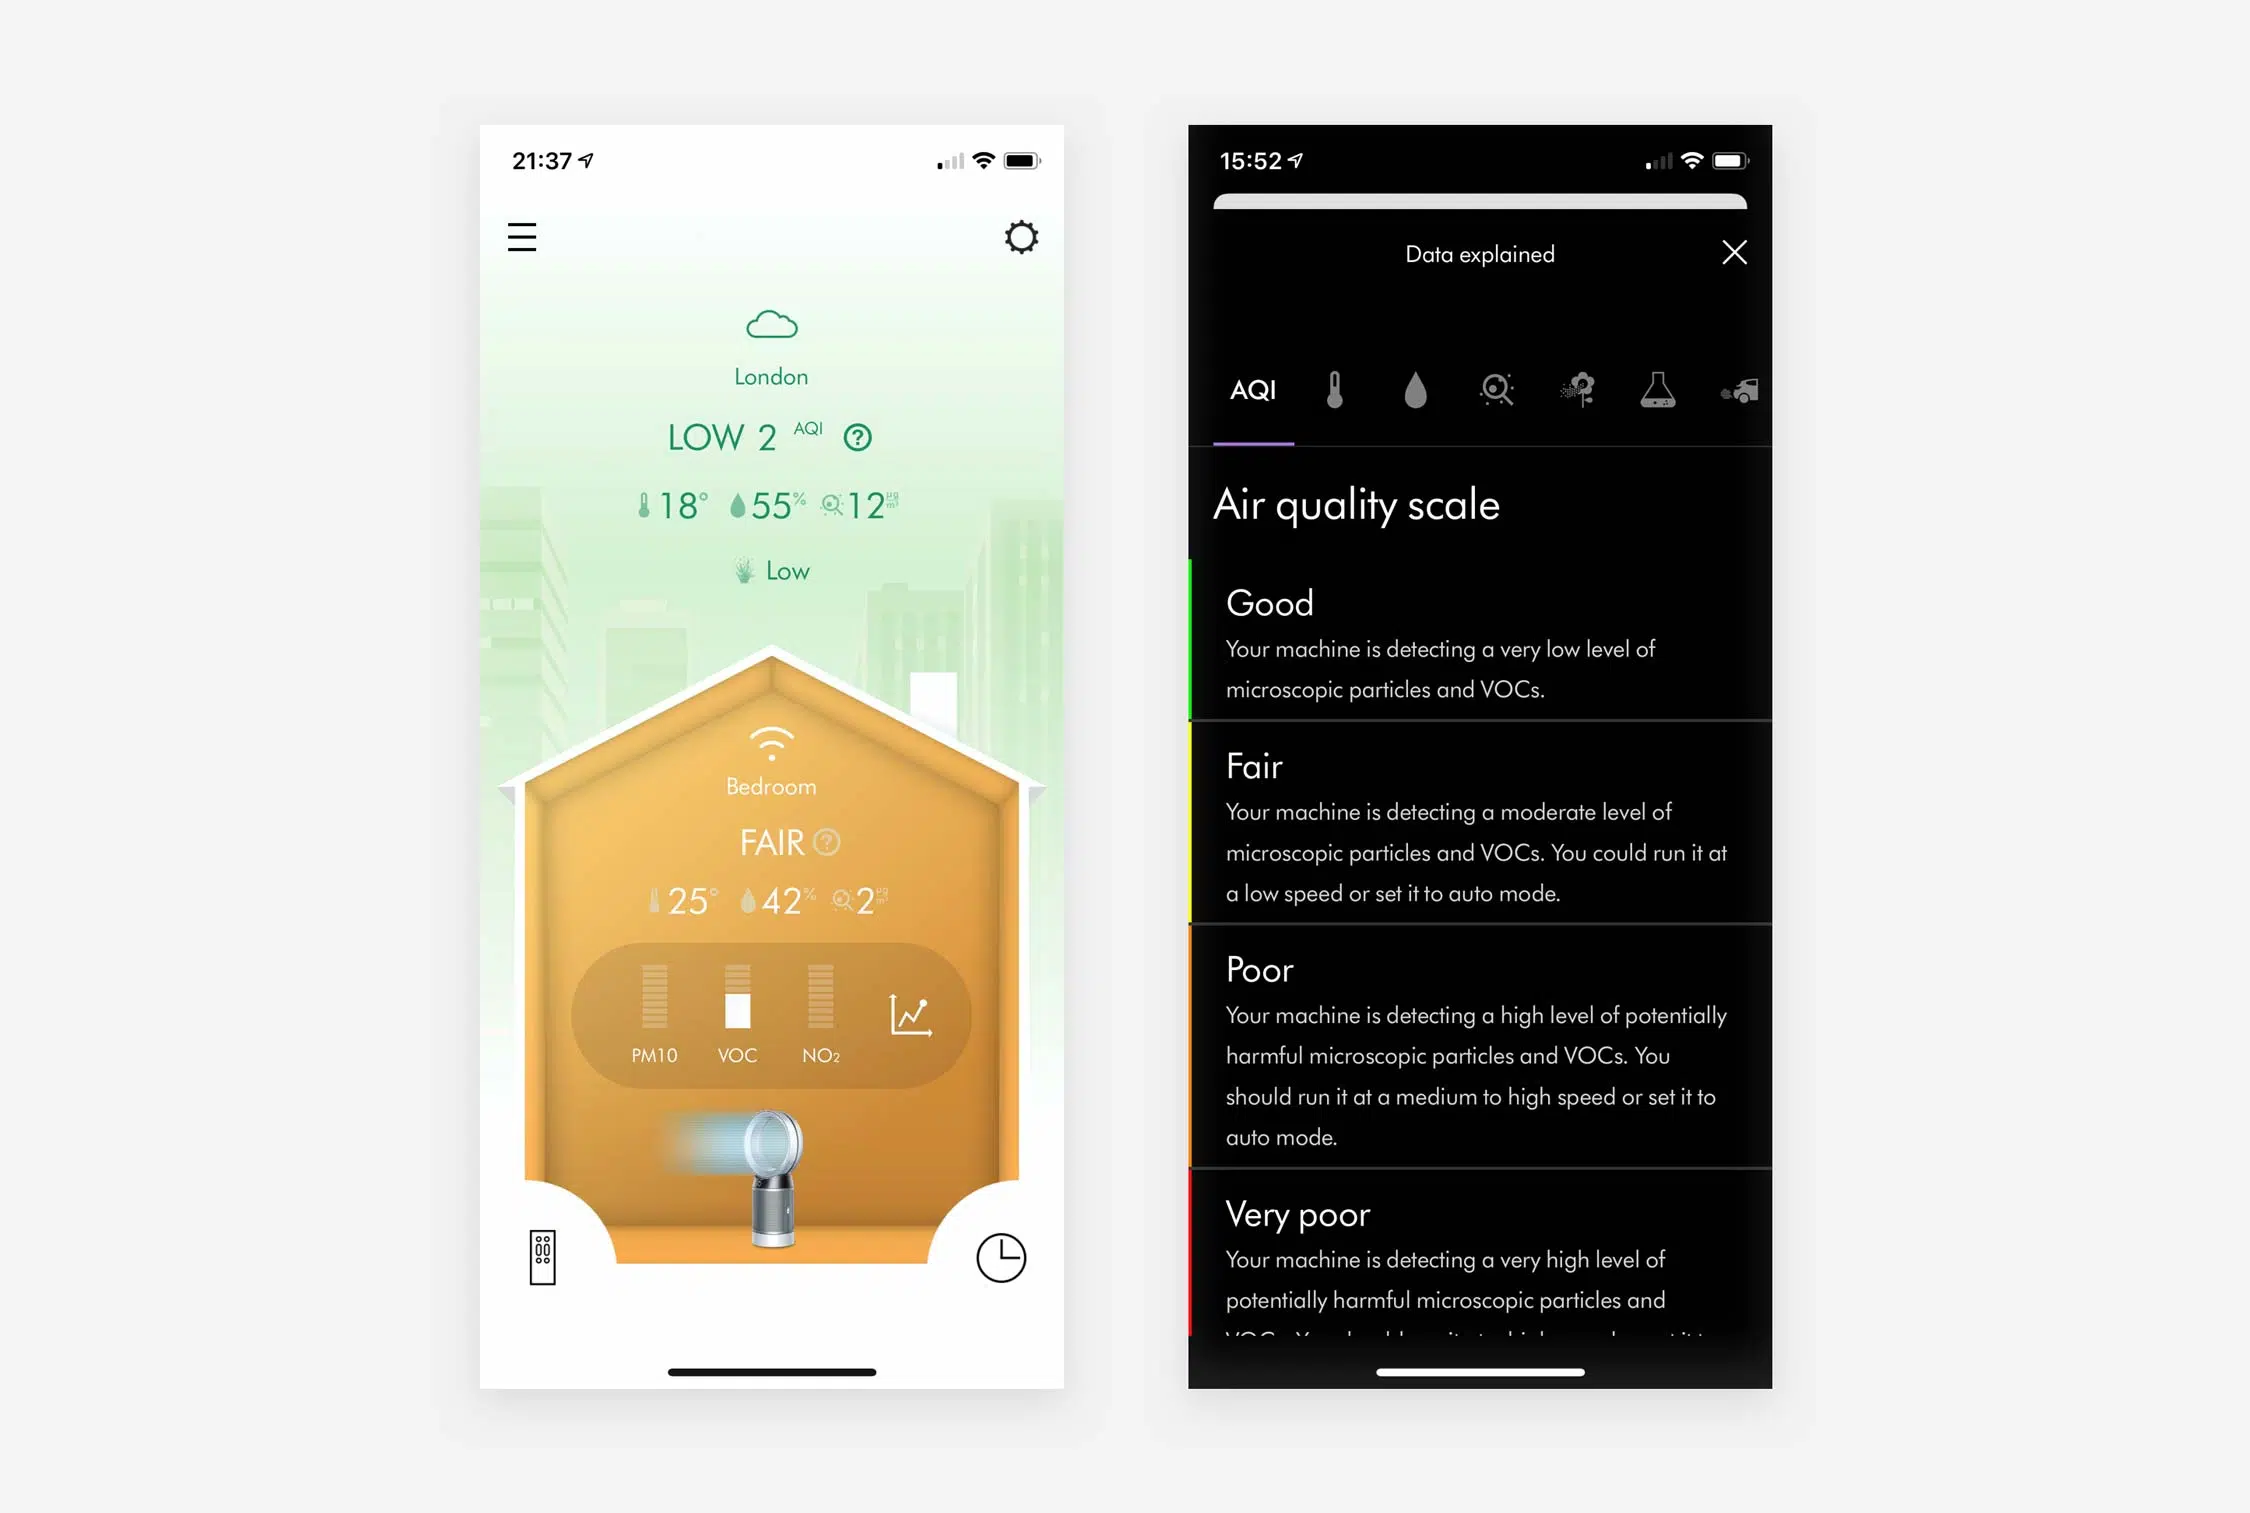 21:37
London
LOW 2 AQI ?
18° 55% 12 µg m³
Low
Bedroom
FAIR ?
25° 42% 2 µg m³
PM10 VOC NO2
15:52
Data explained
AQI
Air quality scale
Good
Your machine is detecting a very low level of
microscopic particles and VOCs.
Fair
Your machine is detecting a moderate level of
microscopic particles and VOCs. You could run it at
a low speed or set it to auto mode.
Poor
Your machine is detecting a high level of potentially
harmful microscopic particles and VOCs. You
should run it at a medium to high speed or set it to
auto mode.
Very poor
Your machine is detecting a very high level of
potentially harmful microscopic particles and